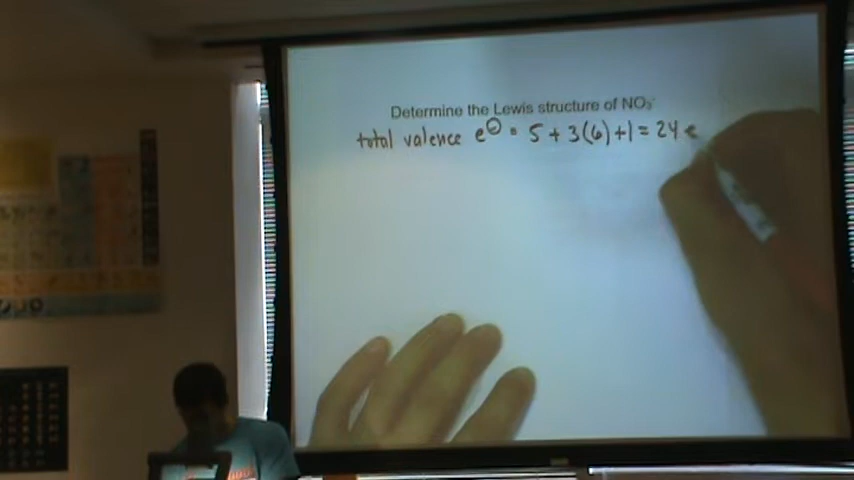 Determine the Lewis structure of NO₃⁻
total valence e⊖ = 5 + 3(6) + 1 = 24 e